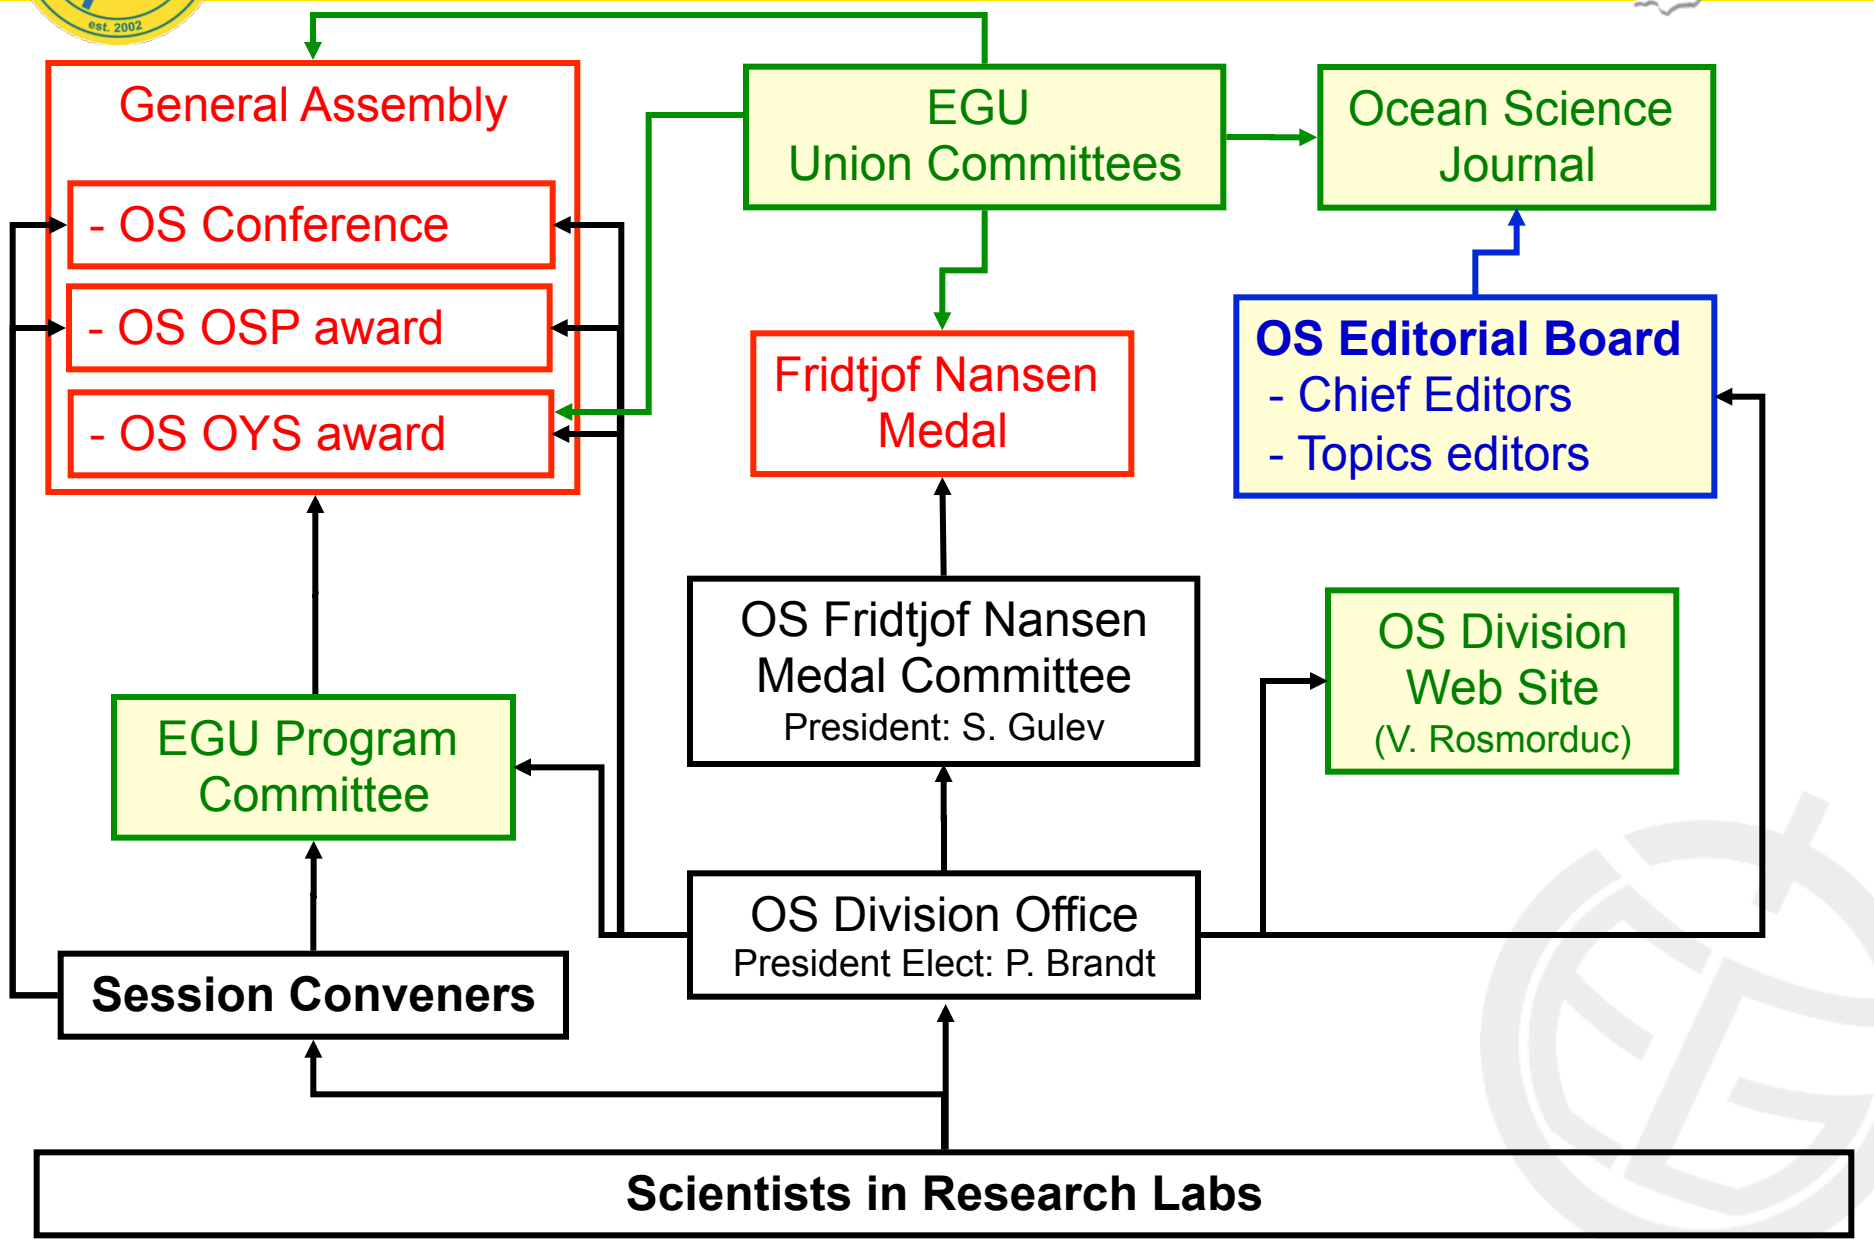 est. 2002
General Assembly
- OS Conference
- OS OSP award
- OS OYS award
EGU
Union Committees
Ocean Science
Journal
Fridtjof Nansen
Medal
OS Editorial Board
- Chief Editors
- Topics editors
OS Fridtjof Nansen
Medal Committee
President: S. Gulev
OS Division
Web Site
(V. Rosmorduc)
EGU Program
Committee
OS Division Office
President Elect: P. Brandt
Session Conveners
Scientists in Research Labs